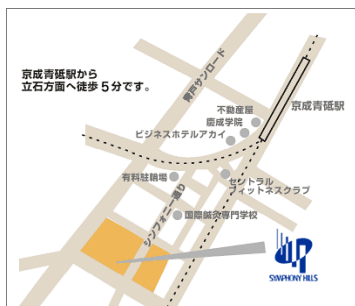 京成青砥駅から
立石方面へ徒歩5分です。
青戸サンロード
不動産屋
慶成学院
ビジネスホテルアカイ
京成青砥駅
有料駐輪場
セントラル
フィットネスクラブ
シンフォニー通り
国際鍼灸専門学校
SYMPHONY HILLS